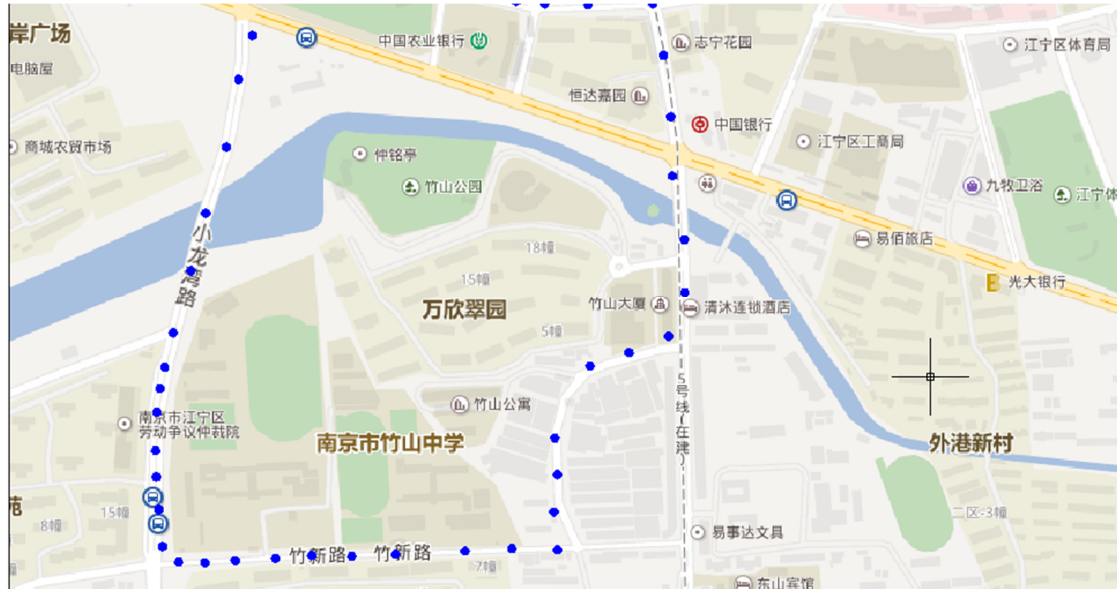 岸广场
中国农业银行
志宁花园
江宁区体育局
电脑屋
恒达嘉园
中国银行
商城农贸市场
仲铭亭
江宁区工商局
竹山公园
九牧卫浴
江宁体
小龙湾路
18幢
易佰旅店
15幢
光大银行
万欣翠园
竹山大厦
清沐连锁酒店
5幢
5号线(在建)
竹山公寓
南京市江宁区
劳动争议仲裁院
南京市竹山中学
外港新村
苑
8幢
15幢
二区-3幢
易事达文具
竹新路
竹新路
7幢
东山宾馆